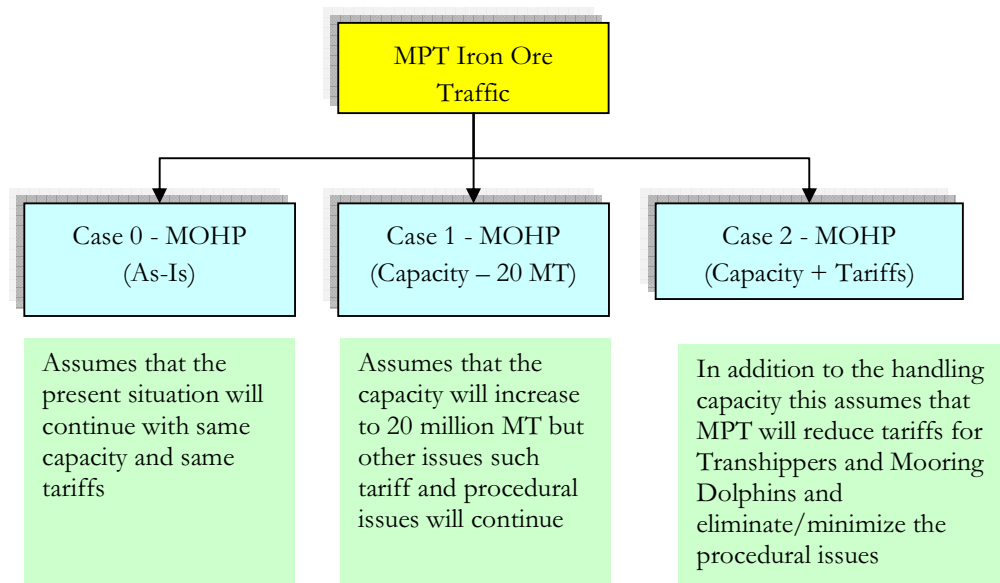 MPT Iron Ore
Traffic
Case 0 - MOHP
(As-Is)
Case 1 - MOHP
(Capacity – 20 MT)
Case 2 - MOHP
(Capacity + Tariffs)
Assumes that the
present situation will
continue with same
capacity and same
tariffs
Assumes that the
capacity will increase
to 20 million MT but
other issues such
tariff and procedural
issues will continue
In addition to the handling
capacity this assumes that
MPT will reduce tariffs for
Transhippers and Mooring
Dolphins and
eliminate/minimize the
procedural issues